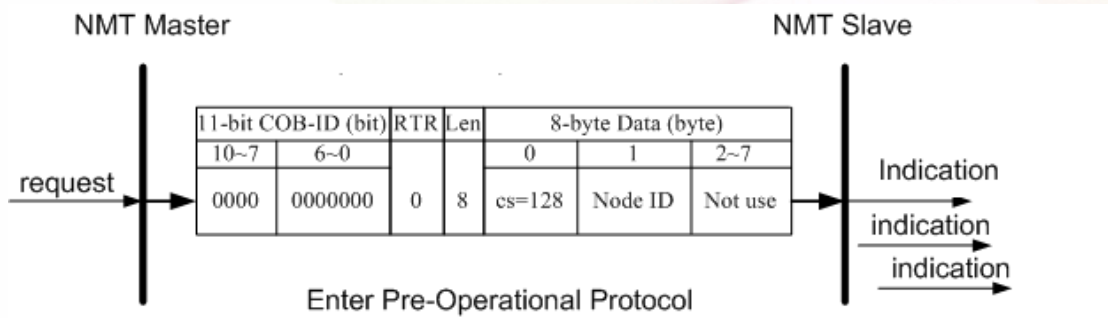 NMT Master
NMT Slave
11-bit COB-ID (bit) RTR Len 8-byte Data (byte)
10~7 6~0 0 1 2~7
request
0000 0000000 0 8 cs=128 Node ID Not use
Indication
indication
indication
Enter Pre-Operational Protocol